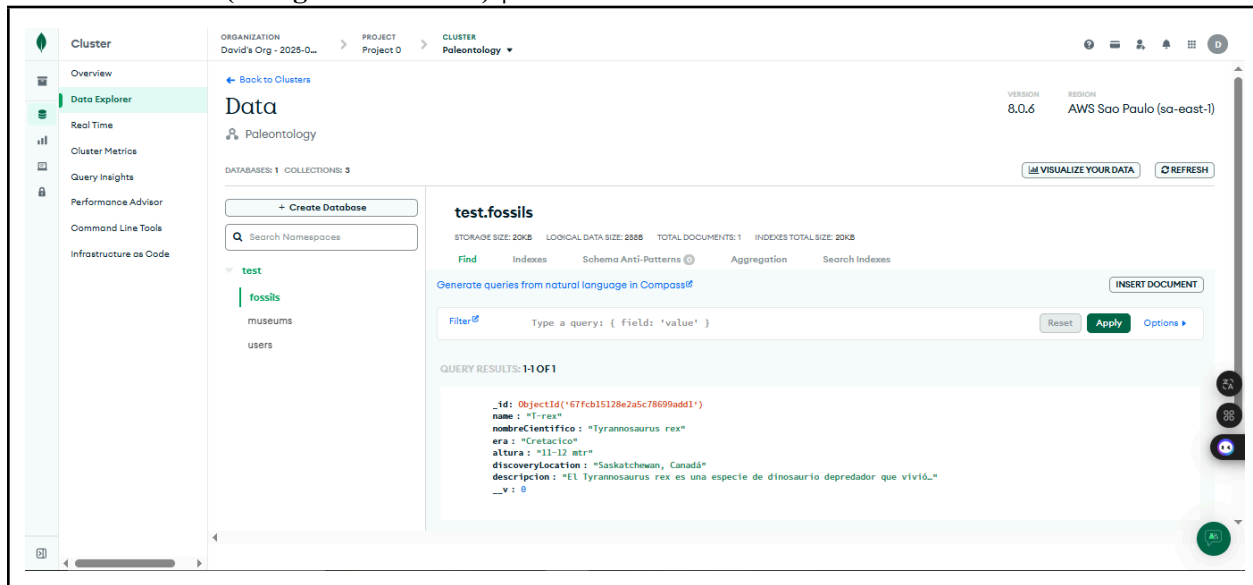 Cluster
ORGANIZATION
David's Org - 2025-0...
PROJECT
Project 0
CLUSTER
Paleontology
D
Overview
Data Explorer
Real Time
Cluster Metrics
Query Insights
Performance Advisor
Command Line Tools
Infrastructure as Code
Back to Clusters
Data
Paleontology
VERSION
8.0.6
REGION
AWS Sao Paulo (sa-east-1)
DATABASES: 1 COLLECTIONS: 3
VISUALIZE YOUR DATA
REFRESH
+ Create Database
Search Namespaces
test
fossils
museums
users
test.fossils
STORAGE SIZE: 20KB LOGICAL DATA SIZE: 288B TOTAL DOCUMENTS: 1 INDEXES TOTAL SIZE: 20KB
Find Indexes Schema Anti-Patterns 0 Aggregation Search Indexes
Generate queries from natural language in Compass
INSERT DOCUMENT
Filter
Type a query: { field: 'value' }
Reset
Apply
Options
QUERY RESULTS: 1-1 OF 1
_id: ObjectId('67fcb15128e2a5c78699add1')
name : "T-rex"
nombreCientifico : "Tyrannosaurus rex"
era : "Cretacico"
altura : "11-12 mtr"
discoveryLocation : "Saskatchewan, Canadá"
descripcion : "El Tyrannosaurus rex es una especie de dinosaurio depredador que vivió…"
__v : 0